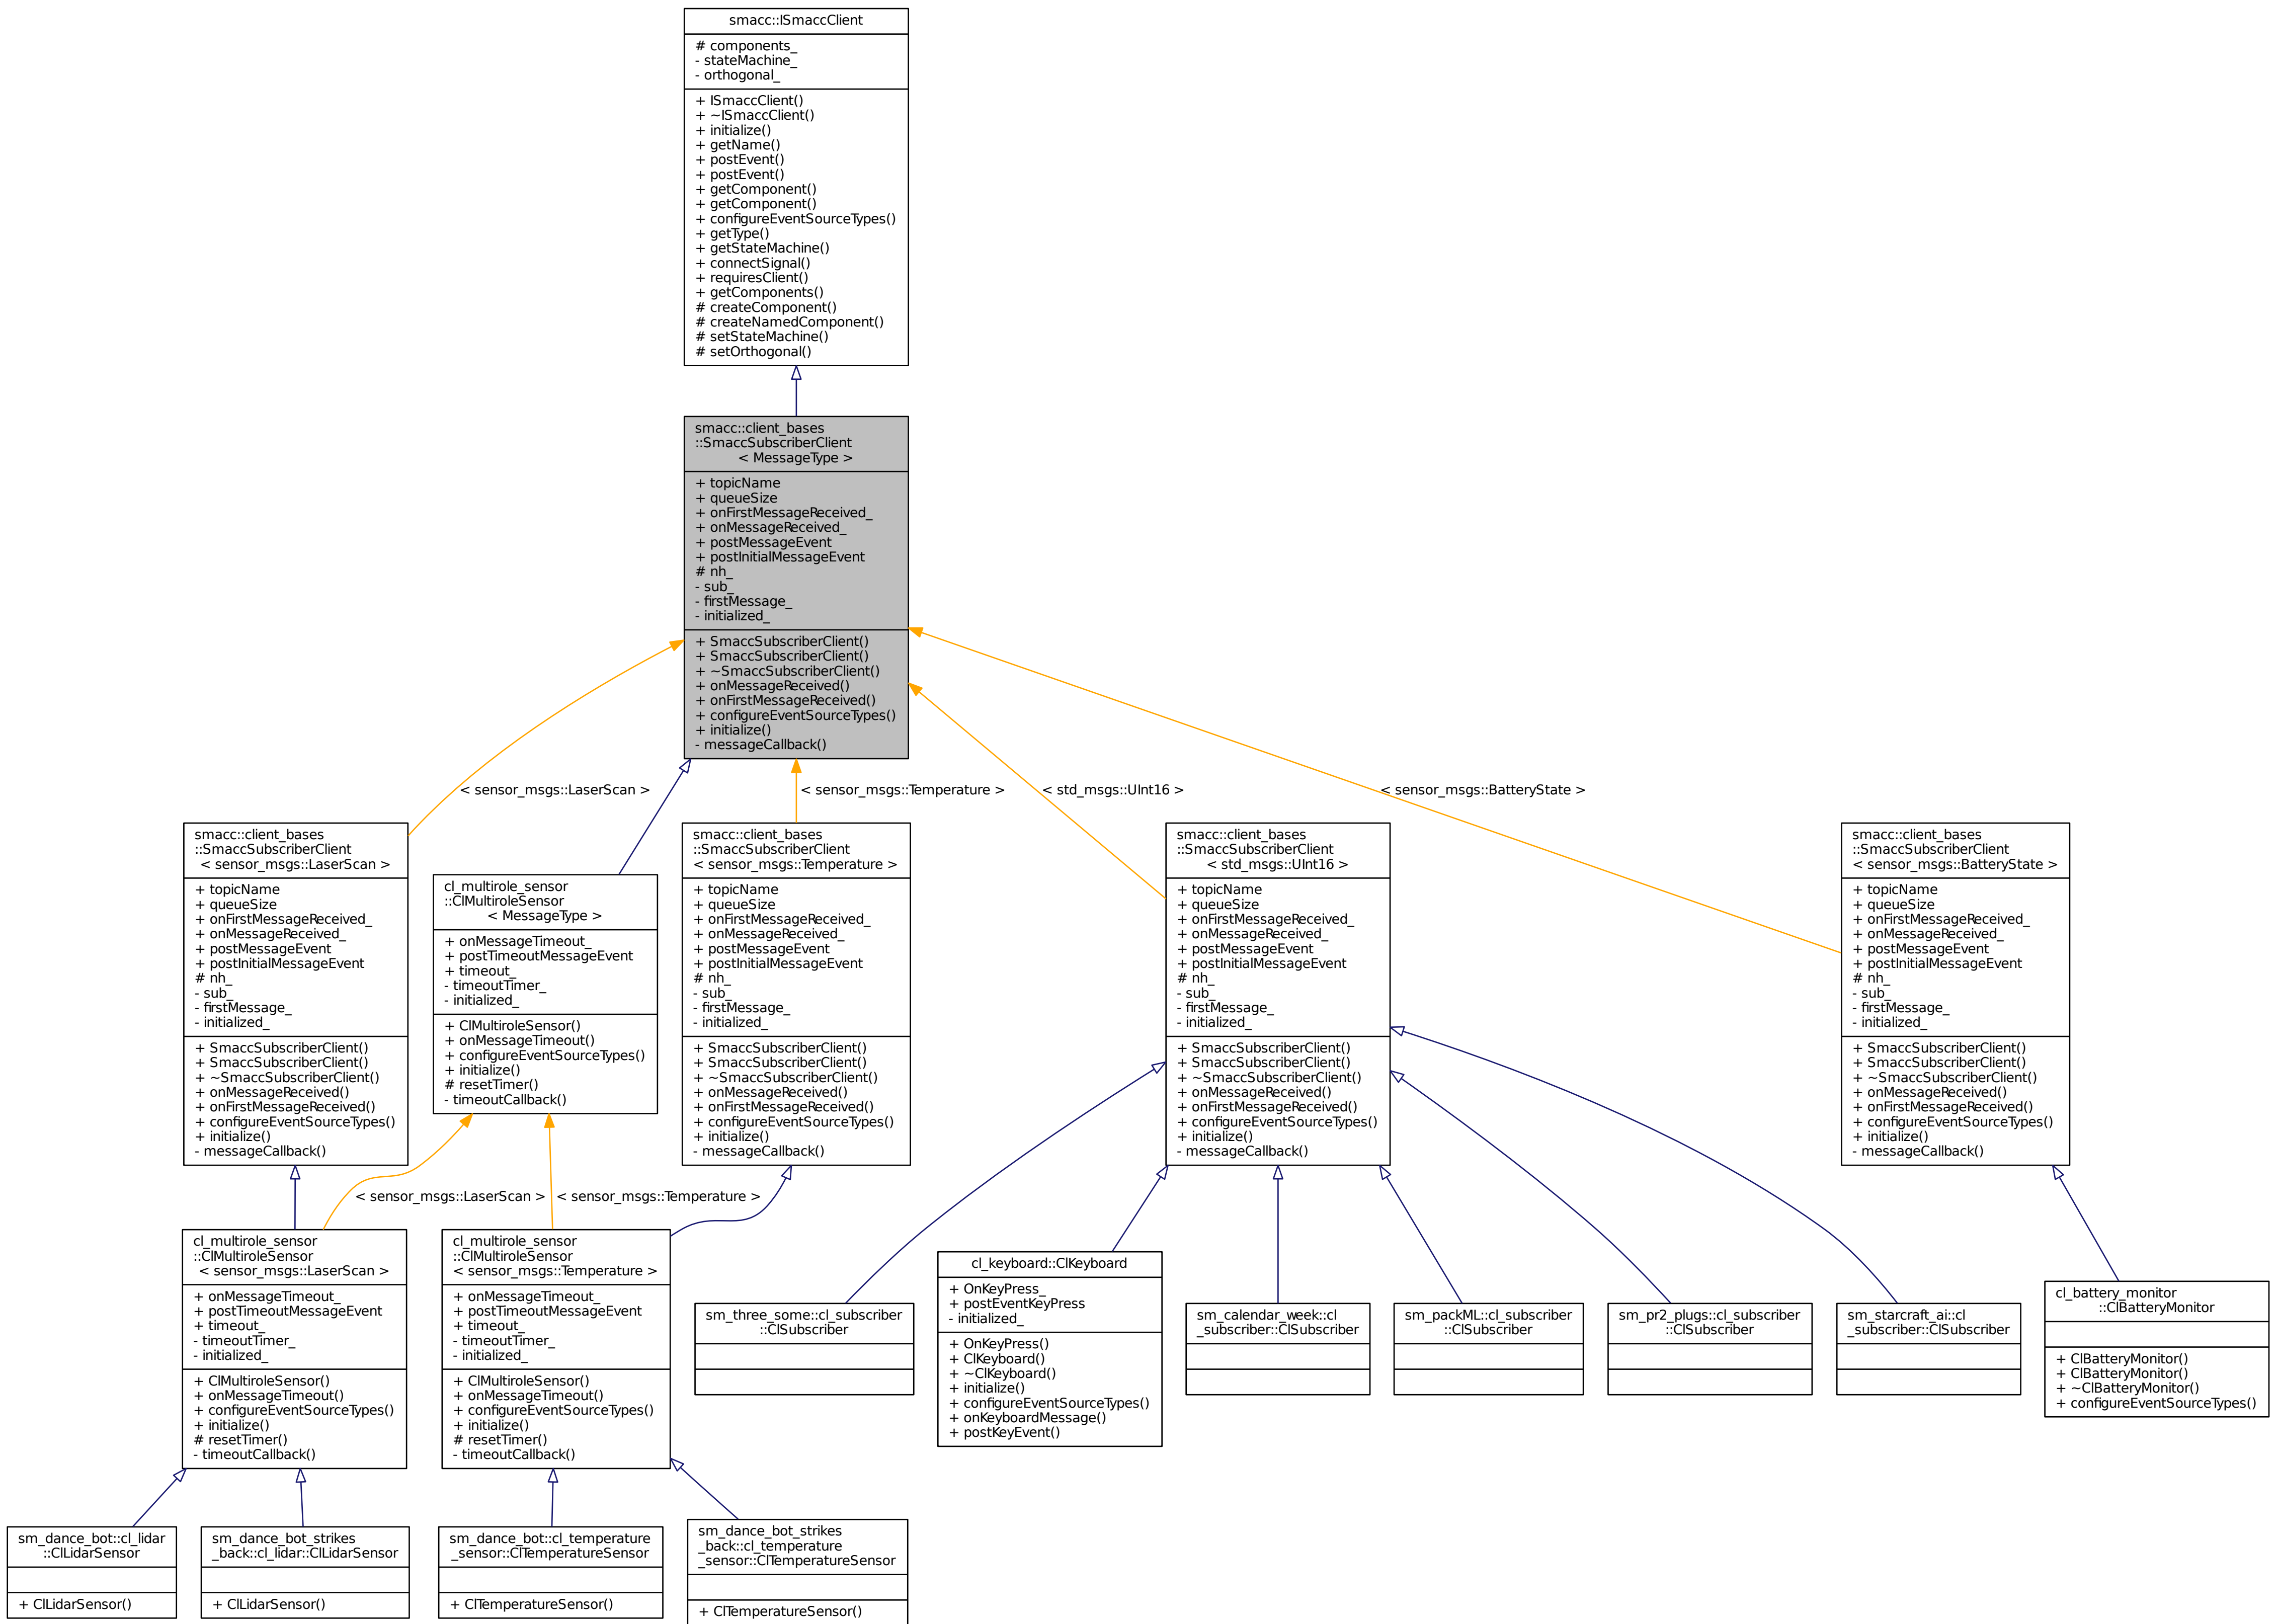 smacc::ISmaccClient
# components_
- stateMachine_
- orthogonal_
+ ISmaccClient()
+ ~ISmaccClient()
+ initialize()
+ getName()
+ postEvent()
+ postEvent()
+ getComponent()
+ getComponent()
+ configureEventSourceTypes()
+ getType()
+ getStateMachine()
+ connectSignal()
+ requiresClient()
+ getComponents()
# createComponent()
# createNamedComponent()
# setStateMachine()
# setOrthogonal()
smacc::client_bases
::SmaccSubscriberClient
< MessageType >
+ topicName
+ queueSize
+ onFirstMessageReceived_
+ onMessageReceived_
+ postMessageEvent
+ postInitialMessageEvent
# nh_
- sub_
- firstMessage_
- initialized_
+ SmaccSubscriberClient()
+ SmaccSubscriberClient()
+ ~SmaccSubscriberClient()
+ onMessageReceived()
+ onFirstMessageReceived()
+ configureEventSourceTypes()
+ initialize()
- messageCallback()
< sensor_msgs::LaserScan >
< sensor_msgs::Temperature >
< std_msgs::UInt16 >
< sensor_msgs::BatteryState >
smacc::client_bases
::SmaccSubscriberClient
< sensor_msgs::LaserScan >
+ topicName
+ queueSize
+ onFirstMessageReceived_
+ onMessageReceived_
+ postMessageEvent
+ postInitialMessageEvent
# nh_
- sub_
- firstMessage_
- initialized_
+ SmaccSubscriberClient()
+ SmaccSubscriberClient()
+ ~SmaccSubscriberClient()
+ onMessageReceived()
+ onFirstMessageReceived()
+ configureEventSourceTypes()
+ initialize()
- messageCallback()
cl_multirole_sensor
::ClMultiroleSensor
< MessageType >
+ onMessageTimeout_
+ postTimeoutMessageEvent
+ timeout_
- timeoutTimer_
- initialized_
+ ClMultiroleSensor()
+ onMessageTimeout()
+ configureEventSourceTypes()
+ initialize()
# resetTimer()
- timeoutCallback()
smacc::client_bases
::SmaccSubscriberClient
< sensor_msgs::Temperature >
+ topicName
+ queueSize
+ onFirstMessageReceived_
+ onMessageReceived_
+ postMessageEvent
+ postInitialMessageEvent
# nh_
- sub_
- firstMessage_
- initialized_
+ SmaccSubscriberClient()
+ SmaccSubscriberClient()
+ ~SmaccSubscriberClient()
+ onMessageReceived()
+ onFirstMessageReceived()
+ configureEventSourceTypes()
+ initialize()
- messageCallback()
smacc::client_bases
::SmaccSubscriberClient
< std_msgs::UInt16 >
+ topicName
+ queueSize
+ onFirstMessageReceived_
+ onMessageReceived_
+ postMessageEvent
+ postInitialMessageEvent
# nh_
- sub_
- firstMessage_
- initialized_
+ SmaccSubscriberClient()
+ SmaccSubscriberClient()
+ ~SmaccSubscriberClient()
+ onMessageReceived()
+ onFirstMessageReceived()
+ configureEventSourceTypes()
+ initialize()
- messageCallback()
smacc::client_bases
::SmaccSubscriberClient
< sensor_msgs::BatteryState >
+ topicName
+ queueSize
+ onFirstMessageReceived_
+ onMessageReceived_
+ postMessageEvent
+ postInitialMessageEvent
# nh_
- sub_
- firstMessage_
- initialized_
+ SmaccSubscriberClient()
+ SmaccSubscriberClient()
+ ~SmaccSubscriberClient()
+ onMessageReceived()
+ onFirstMessageReceived()
+ configureEventSourceTypes()
+ initialize()
- messageCallback()
< sensor_msgs::LaserScan >
< sensor_msgs::Temperature >
cl_multirole_sensor
::ClMultiroleSensor
< sensor_msgs::LaserScan >
+ onMessageTimeout_
+ postTimeoutMessageEvent
+ timeout_
- timeoutTimer_
- initialized_
+ ClMultiroleSensor()
+ onMessageTimeout()
+ configureEventSourceTypes()
+ initialize()
# resetTimer()
- timeoutCallback()
cl_multirole_sensor
::ClMultiroleSensor
< sensor_msgs::Temperature >
+ onMessageTimeout_
+ postTimeoutMessageEvent
+ timeout_
- timeoutTimer_
- initialized_
+ ClMultiroleSensor()
+ onMessageTimeout()
+ configureEventSourceTypes()
+ initialize()
# resetTimer()
- timeoutCallback()
sm_three_some::cl_subscriber
::ClSubscriber
cl_keyboard::ClKeyboard
+ OnKeyPress_
+ postEventKeyPress
- initialized_
+ OnKeyPress()
+ ClKeyboard()
+ ~ClKeyboard()
+ initialize()
+ configureEventSourceTypes()
+ onKeyboardMessage()
+ postKeyEvent()
sm_calendar_week::cl
_subscriber::ClSubscriber
sm_packML::cl_subscriber
::ClSubscriber
sm_pr2_plugs::cl_subscriber
::ClSubscriber
sm_starcraft_ai::cl
_subscriber::ClSubscriber
cl_battery_monitor
::ClBatteryMonitor
+ ClBatteryMonitor()
+ ClBatteryMonitor()
+ ~ClBatteryMonitor()
+ configureEventSourceTypes()
sm_dance_bot::cl_lidar
::ClLidarSensor
+ ClLidarSensor()
sm_dance_bot_strikes
_back::cl_lidar::ClLidarSensor
+ ClLidarSensor()
sm_dance_bot::cl_temperature
_sensor::ClTemperatureSensor
+ ClTemperatureSensor()
sm_dance_bot_strikes
_back::cl_temperature
_sensor::ClTemperatureSensor
+ ClTemperatureSensor()